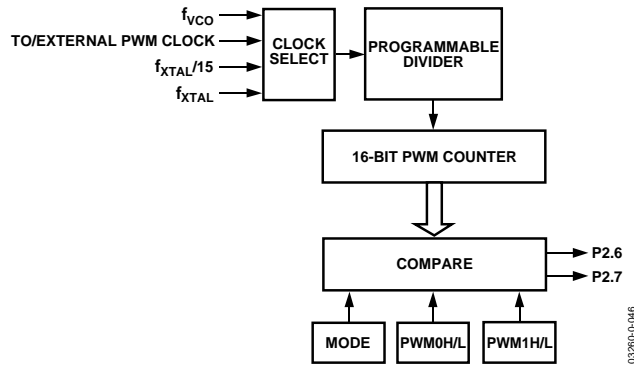 fVCO
TO/EXTERNAL PWM CLOCK
fXTAL/15
fXTAL
CLOCK
SELECT
PROGRAMMABLE
DIVIDER
16-BIT PWM COUNTER
COMPARE
P2.6
P2.7
MODE
PWM0H/L
PWM1H/L
03260-0-046